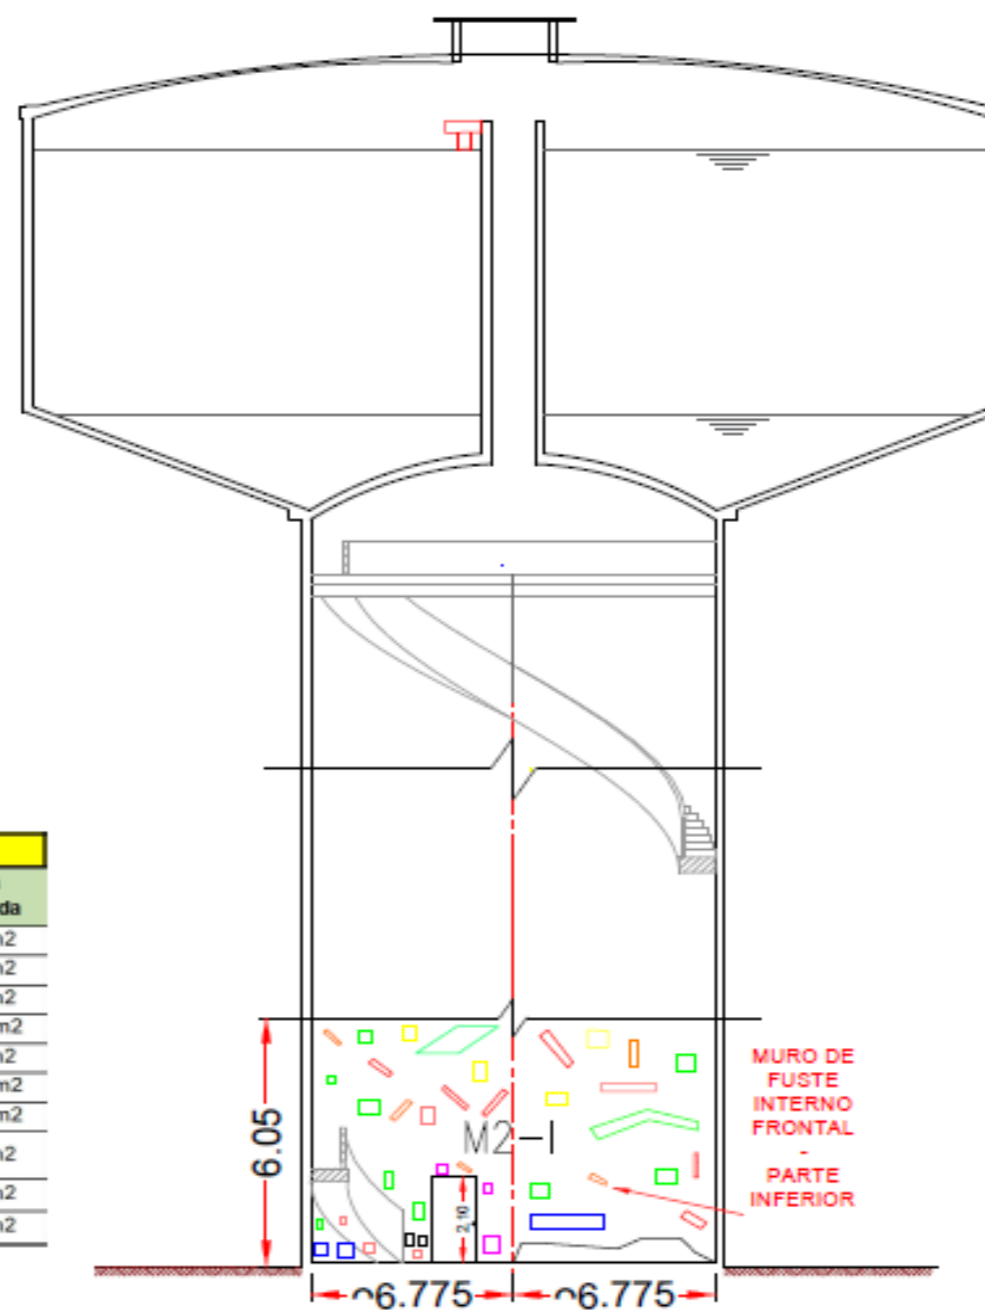 da
m2
m2
m2
m2
m2
m2
m2
m2
m2
m2
6.05
M2-I
2.10
MURO DE
FUSTE
INTERNO
FRONTAL
-
PARTE
INFERIOR
6.775
6.775